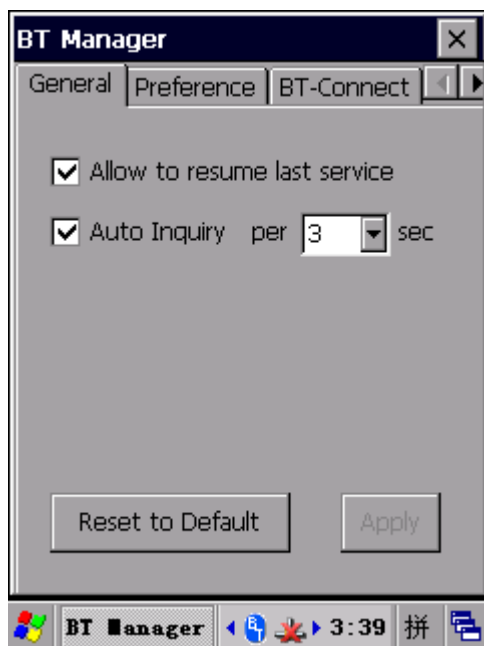 BT Manager
General Preference BT-Connect
Allow to resume last service
Auto Inquiry per 3 sec
Reset to Default Apply
BT Manager 3:39 拼